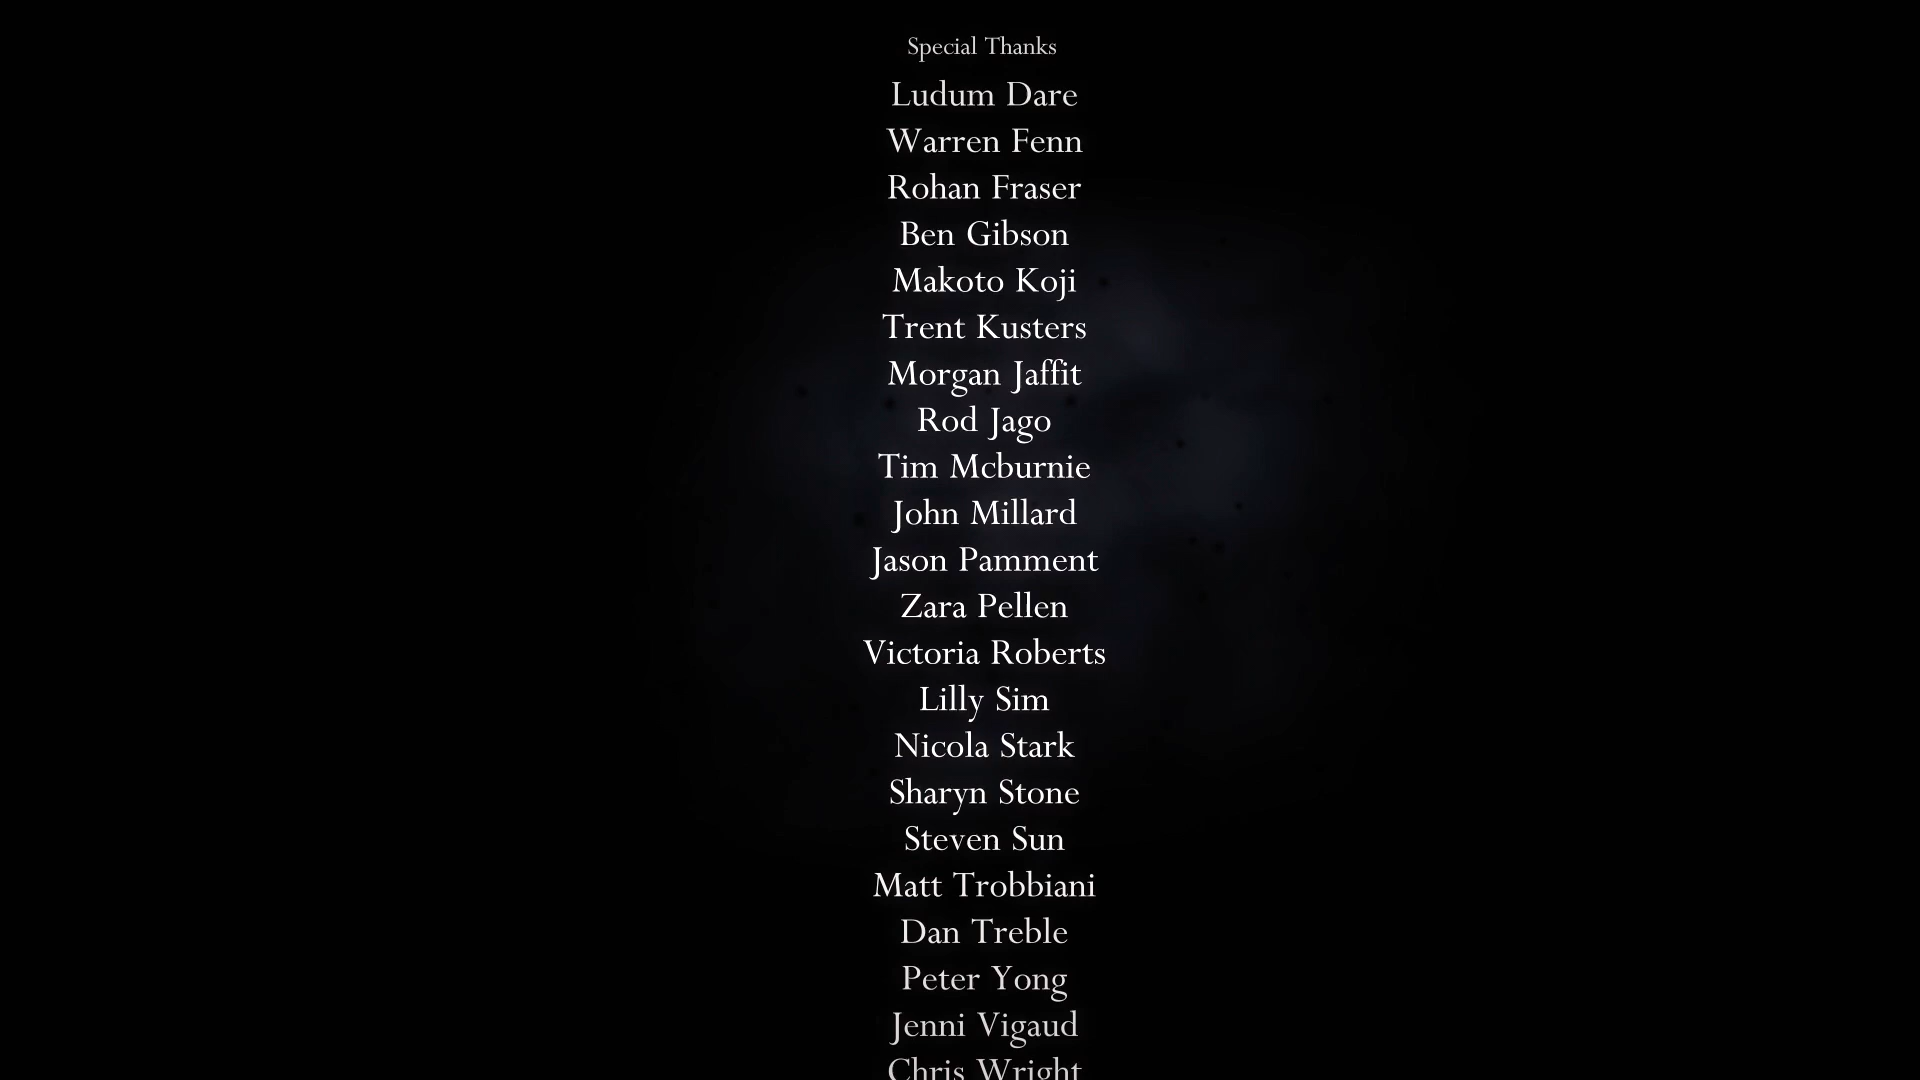 Special Thanks
Ludum Dare
Warren Fenn
Rohan Fraser
Ben Gibson
Makoto Koji
Trent Kusters
Morgan Jaffit
Rod Jago
Tim Mcburnie
John Millard
Jason Pamment
Zara Pellen
Victoria Roberts
Lilly Sim
Nicola Stark
Sharyn Stone
Steven Sun
Matt Trobbiani
Dan Treble
Peter Yong
Jenni Vigaud
Chris Wright